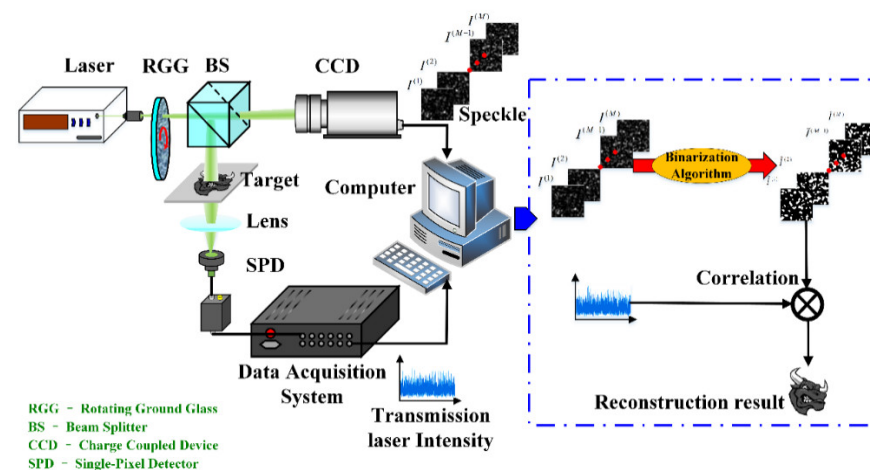 Laser
RGG
BS
CCD
I^(1)
I^(2)
I^(M-1)
I^(M)
Speckle
Target
Computer
Lens
SPD
Data Acquisition
System
Transmission
laser Intensity
RGG - Rotating Ground Glass
BS - Beam Splitter
CCD - Charge Coupled Device
SPD - Single-Pixel Detector
I^(1)
I^(2)
I^(M-1)
I^(M)
Binarization
Algorithm
Correlation
Reconstruction result